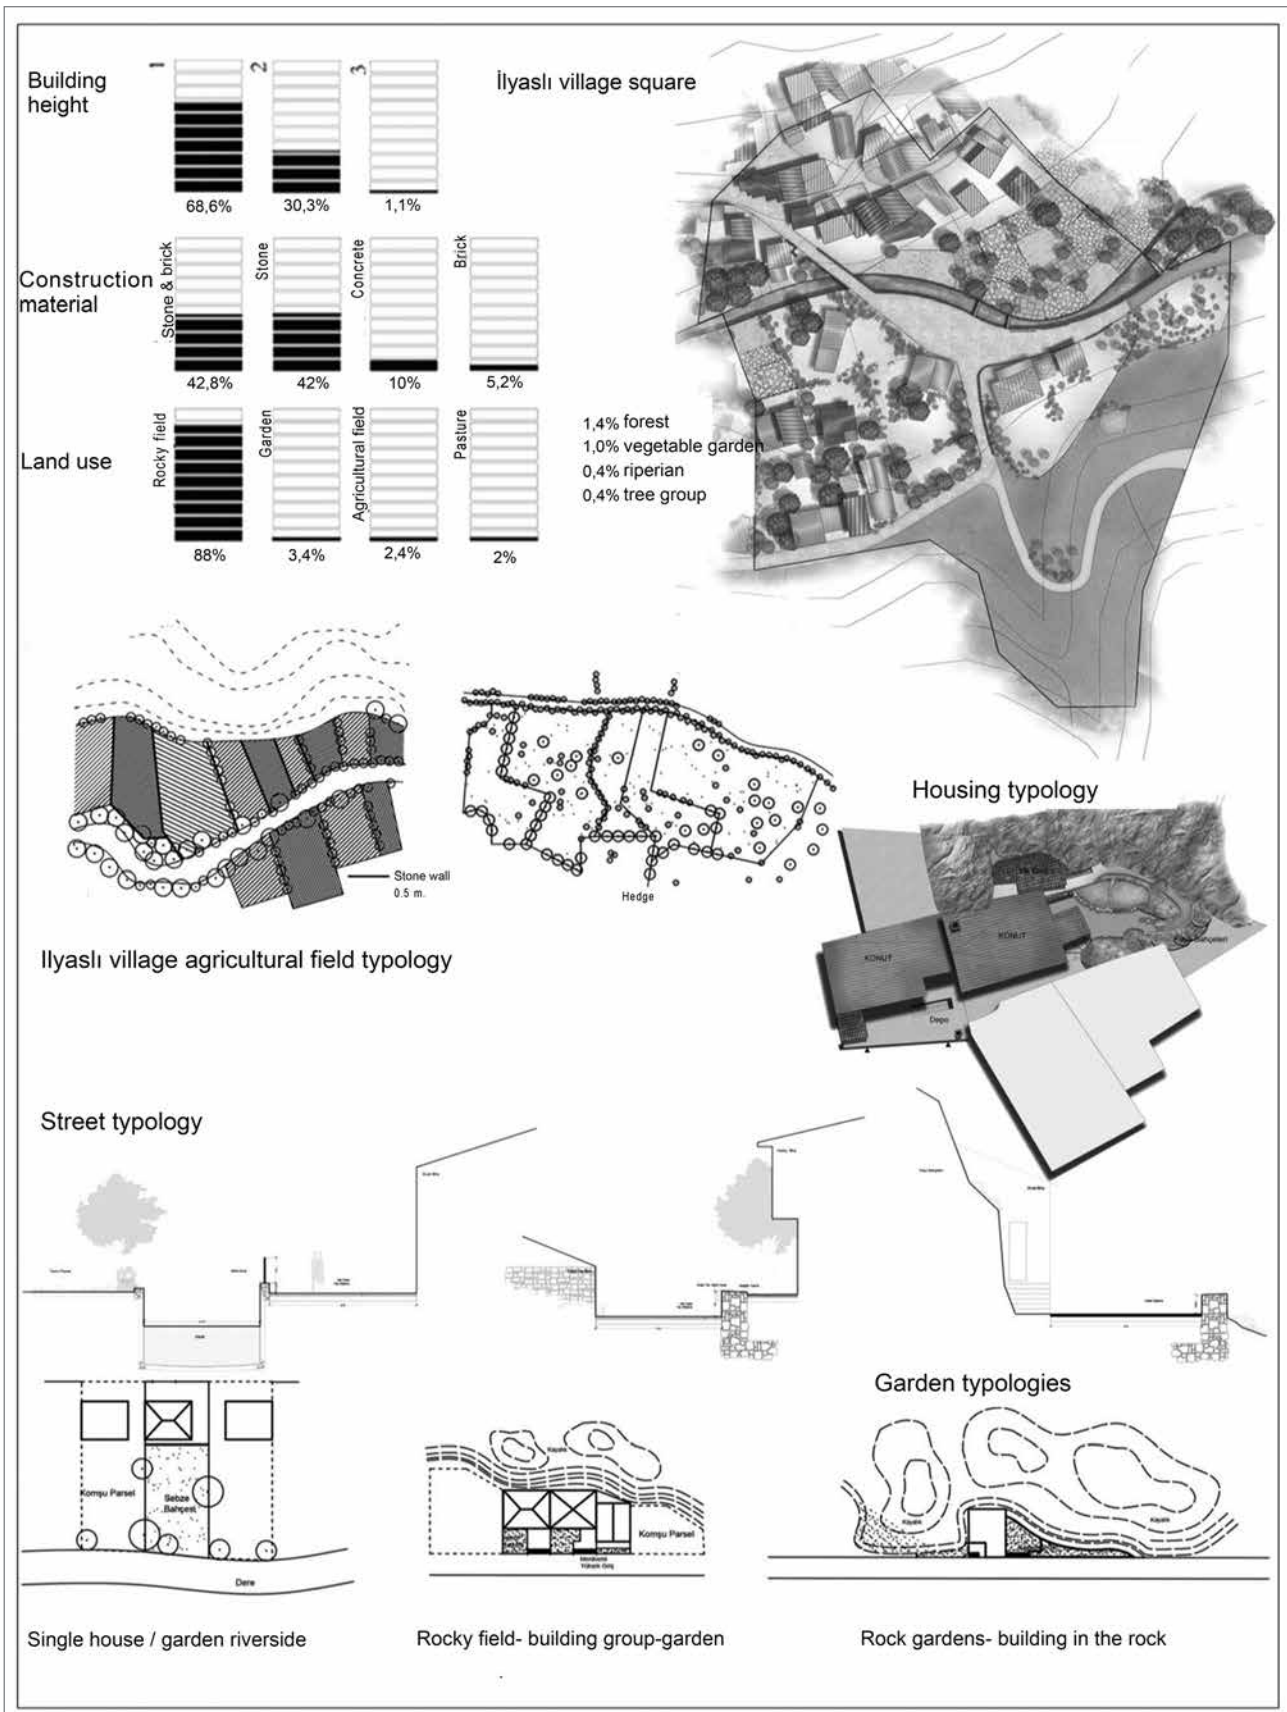 Building
height
1
2
3
68,6%
30,3%
1,1%
İlyaslı village square
Construction
material
Stone & brick
Stone
Concrete
Brick
42,8%
42%
10%
5,2%
Land use
Rocky field
Garden
Agricultural field
Pasture
88%
3,4%
2,4%
2%
1,4% forest
1,0% vegetable garden
0,4% riperian
0,4% tree group
Stone wall
0.5 m.
Hedge
Ilyaslı village agricultural field typology
Housing typology
KONUT
KONUT
Depo
Street typology
Garden typologies
Komşu Parsel
Sebze
Bahçesi
Dere
Kayalık
Komşu Parsel
Kayalık
Kayalık
Single house / garden riverside
Rocky field- building group-garden
Rock gardens- building in the rock